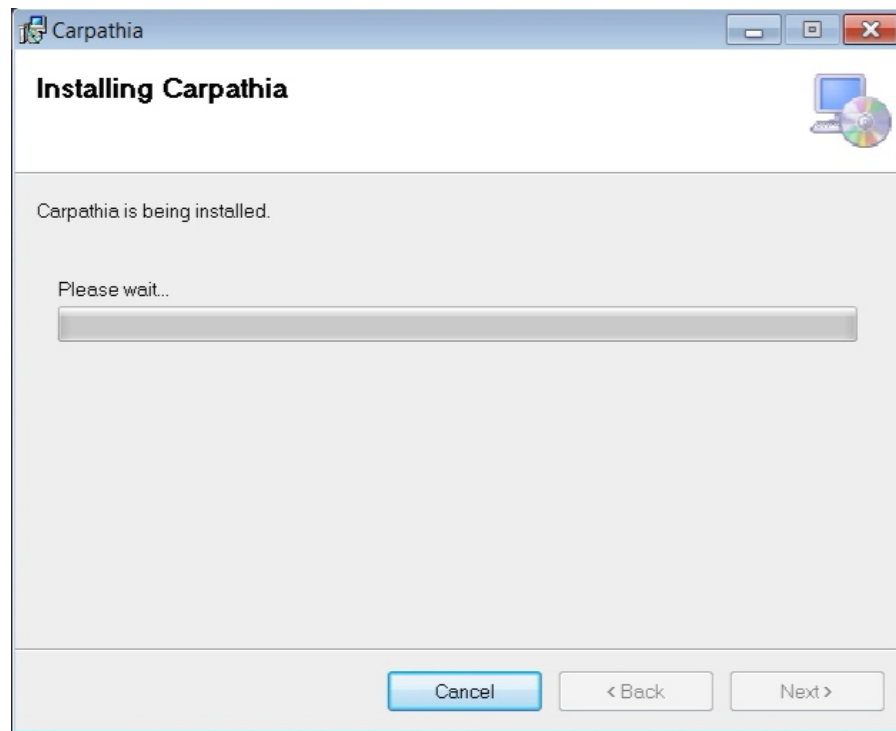 Carpathia
Installing Carpathia
Carpathia is being installed.
Please wait...
Cancel
< Back
Next >